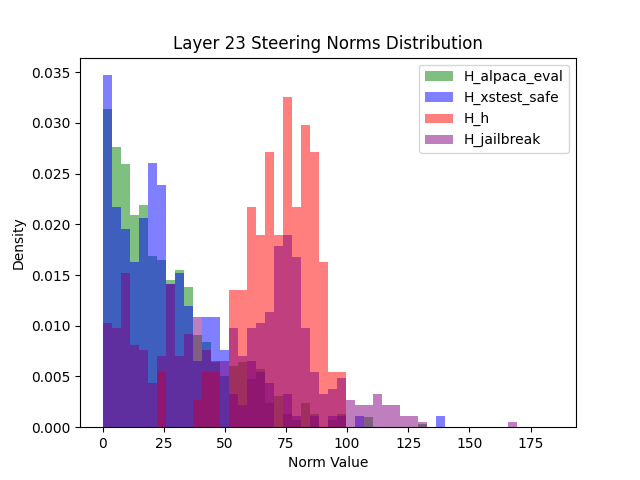 Layer 23 Steering Norms Distribution
H_alpaca_eval
H_xstest_safe
H_h
H_jailbreak
Density
0.035
0.030
0.025
0.020
0.015
0.010
0.005
0.000
0 25 50 75 100 125 150 175
Norm Value